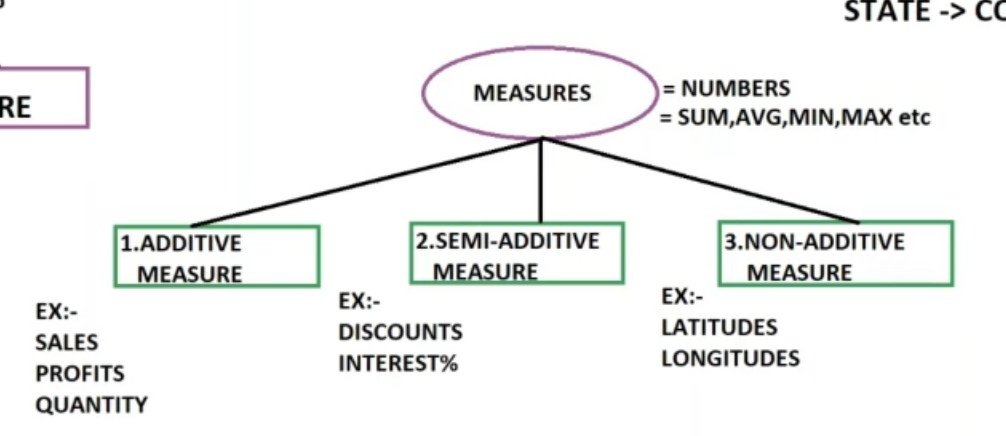 STATE -> CO
RE
MEASURES
= NUMBERS
= SUM,AVG,MIN,MAX etc
1.ADDITIVE
MEASURE
2.SEMI-ADDITIVE
MEASURE
3.NON-ADDITIVE
MEASURE
EX:-
SALES
PROFITS
QUANTITY
EX:-
DISCOUNTS
INTEREST%
EX:-
LATITUDES
LONGITUDES